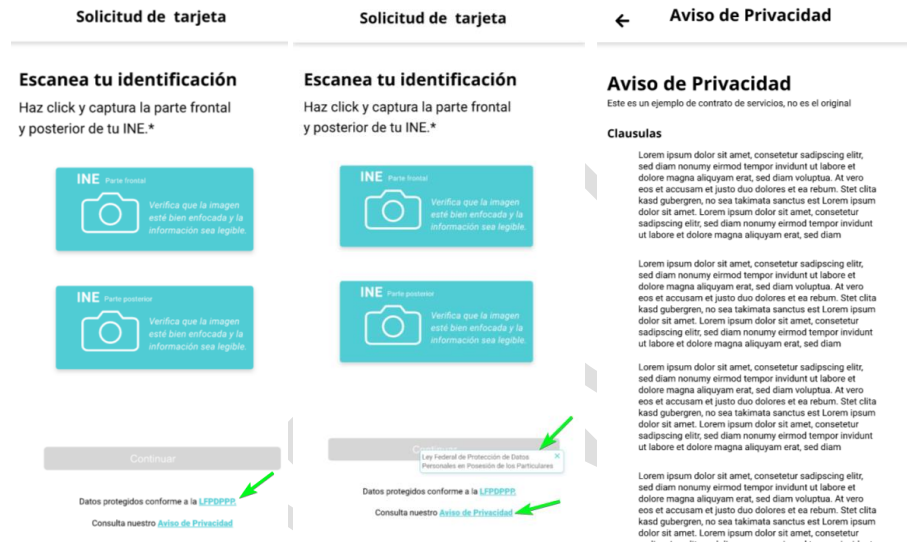 Solicitud de tarjeta
Escanea tu identificación
Haz click y captura la parte frontal
y posterior de tu INE.*
INE Parte frontal
Verifica que la imagen
esté bien enfocada y la
información sea legible.
INE Parte posterior
Verifica que la imagen
esté bien enfocada y la
información sea legible.
Continuar
Datos protegidos conforme a la LFPDPPP.
Consulta nuestro Aviso de Privacidad
Solicitud de tarjeta
Escanea tu identificación
Haz click y captura la parte frontal
y posterior de tu INE.*
INE Parte frontal
Verifica que la imagen
esté bien enfocada y la
información sea legible.
INE Parte posterior
Verifica que la imagen
esté bien enfocada y la
información sea legible.
Continuar
Ley Federal de Protección de Datos
Personales en Posesión de los Particulares
Datos protegidos conforme a la LFPDPPP.
Consulta nuestro Aviso de Privacidad
Aviso de Privacidad
Aviso de Privacidad
Este es un ejemplo de contrato de servicios, no es el original
Clausulas
Lorem ipsum dolor sit amet, consetetur sadipscing elitr,
sed diam nonumy eirmod tempor invidunt ut labore et
dolore magna aliquyam erat, sed diam voluptua. At vero
eos et accusam et justo duo dolores et ea rebum. Stet clita
kasd gubergren, no sea takimata sanctus est Lorem ipsum
dolor sit amet. Lorem ipsum dolor sit amet, consetetur
sadipscing elitr, sed diam nonumy eirmod tempor invidunt
ut labore et dolore magna aliquyam erat, sed diam
Lorem ipsum dolor sit amet, consetetur sadipscing elitr,
sed diam nonumy eirmod tempor invidunt ut labore et
dolore magna aliquyam erat, sed diam voluptua. At vero
eos et accusam et justo duo dolores et ea rebum. Stet clita
kasd gubergren, no sea takimata sanctus est Lorem ipsum
dolor sit amet. Lorem ipsum dolor sit amet, consetetur
sadipscing elitr, sed diam nonumy eirmod tempor invidunt
ut labore et dolore magna aliquyam erat, sed diam
Lorem ipsum dolor sit amet, consetetur sadipscing elitr,
sed diam nonumy eirmod tempor invidunt ut labore et
dolore magna aliquyam erat, sed diam voluptua. At vero
eos et accusam et justo duo dolores et ea rebum. Stet clita
kasd gubergren, no sea takimata sanctus est Lorem ipsum
dolor sit amet. Lorem ipsum dolor sit amet, consetetur
sadipscing elitr, sed diam nonumy eirmod tempor invidunt
ut labore et dolore magna aliquyam erat, sed diam
Lorem ipsum dolor sit amet, consetetur sadipscing elitr,
sed diam nonumy eirmod tempor invidunt ut labore et
dolore magna aliquyam erat, sed diam voluptua. At vero
eos et accusam et justo duo dolores et ea rebum. Stet clita
kasd gubergren, no sea takimata sanctus est Lorem ipsum
dolor sit amet. Lorem ipsum dolor sit amet, consetetur